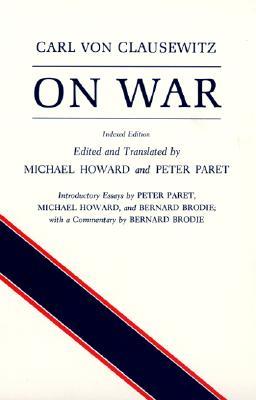 CARL VON CLAUSEWITZ
ON WAR
Indexed Edition
Edited and Translated by
MICHAEL HOWARD and PETER PARET
Introductory Essays by PETER PARET,
MICHAEL HOWARD, and BERNARD BRODIE;
with a Commentary by BERNARD BRODIE